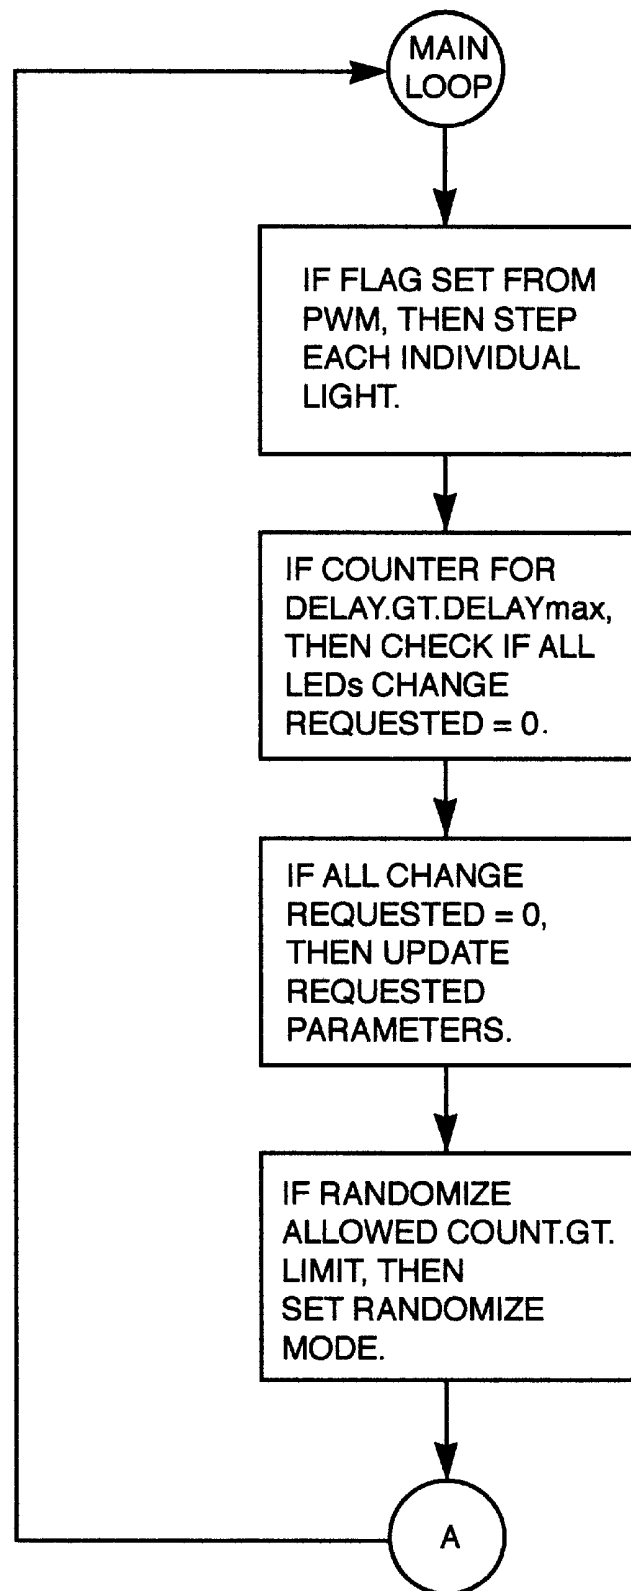 MAIN
LOOP
IF FLAG SET FROM
PWM, THEN STEP
EACH INDIVIDUAL
LIGHT.
IF COUNTER FOR
DELAY.GT.DELAYmax,
THEN CHECK IF ALL
LEDs CHANGE
REQUESTED = 0.
IF ALL CHANGE
REQUESTED = 0,
THEN UPDATE
REQUESTED
PARAMETERS.
IF RANDOMIZE
ALLOWED COUNT.GT.
LIMIT, THEN
SET RANDOMIZE
MODE.
A